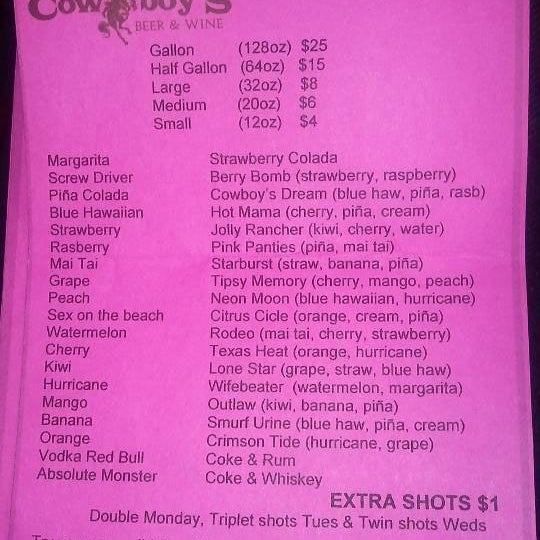 Cowboy's
BEER & WINE
Gallon (128oz) $25
Half Gallon (64oz) $15
Large (32oz) $8
Medium (20oz) $6
Small (12oz) $4
Margarita Strawberry Colada
Screw Driver Berry Bomb (strawberry, raspberry)
Piña Colada Cowboy's Dream (blue haw, piña, rasb)
Blue Hawaiian Hot Mama (cherry, piña, cream)
Strawberry Jolly Rancher (kiwi, cherry, water)
Rasberry Pink Panties (piña, mai tai)
Mai Tai Starburst (straw, banana, piña)
Grape Tipsy Memory (cherry, mango, peach)
Peach Neon Moon (blue hawaiian, hurricane)
Sex on the beach Citrus Cicle (orange, cream, piña)
Watermelon Rodeo (mai tai, cherry, strawberry)
Cherry Texas Heat (orange, hurricane)
Kiwi Lone Star (grape, straw, blue haw)
Hurricane Wifebeater (watermelon, margarita)
Mango Outlaw (kiwi, banana, piña)
Banana Smurf Urine (blue haw, piña, cream)
Orange Crimson Tide (hurricane, grape)
Vodka Red Bull Coke & Rum
Absolute Monster Coke & Whiskey
EXTRA SHOTS $1
Double Monday, Triplet shots Tues & Twin shots Weds